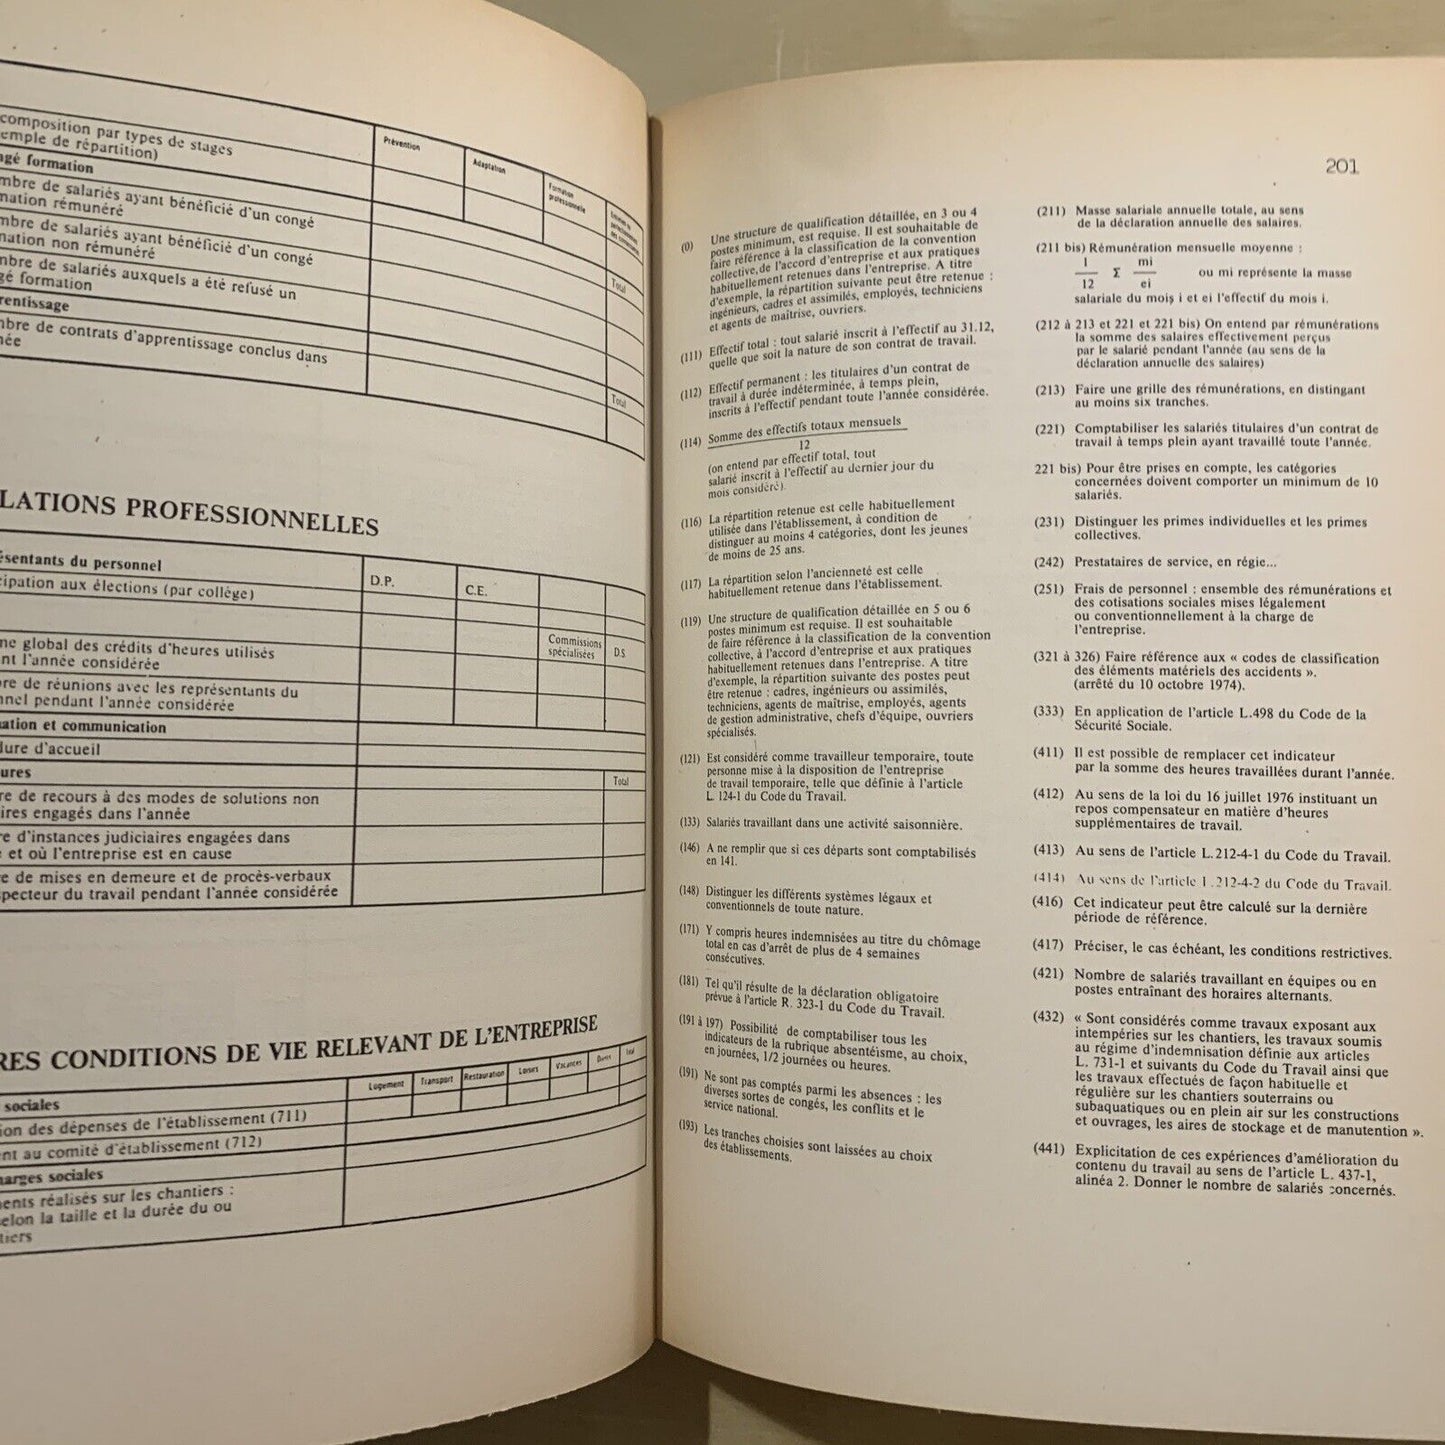 composition par types de stages
emple de répartition)
Prévention
Adaptation
Formation
professionnelle
gé formation
mbre de salariés ayant bénéficié d'un congé
mation rémunéré
mbre de salariés ayant bénéficié d'un congé
mation non rémunéré
Total
mbre de salariés auxquels a été refusé un
gé formation
rentissage
nbre de contrats d'apprentissage conclus dans
née
Total
LATIONS PROFESSIONNELLES
ésentants du personnel
D.P.
C.E.
cipation aux élections (par collège)
me global des crédits d'heures utilisés
ant l'année considérée
Commissions
spécialisées
D.S
re de réunions avec les représentants du
nnel pendant l'année considérée
ation et communication
dure d'accueil
ures
Total
re de recours à des modes de solutions non
ires engagés dans l'année
re d'instances judiciaires engagées dans
e et où l'entreprise est en cause
re de mises en demeure et de procès-verbaux
specteur du travail pendant l'année considérée
RES CONDITIONS DE VIE RELEVANT DE L'ENTREPRISE
Logement
Transport
Restauration
Loisirs
Vacances
Divers
Total
sociales
ion des dépenses de l'établissement (711)
nt au comité d'établissement (712)
harges sociales
ents réalisés sur les chantiers :
selon la taille et la durée du ou
tiers
201
(0) Une structure de qualification détaillée, en 3 ou 4
postes minimum, est requise. Il est souhaitable de
faire référence à la classification de la convention
collective, de l'accord d'entreprise et aux pratiques
habituellement retenues dans l'entreprise. A titre
d'exemple, la répartition suivante peut être retenue :
ingénieurs, cadres et assimilés, employés, techniciens
et agents de maîtrise, ouvriers.
(111) Effectif total : tout salarié inscrit à l'effectif au 31.12,
quelle que soit la nature de son contrat de travail.
(112) Effectif permanent : les titulaires d'un contrat de
travail à durée indéterminée, à temps plein,
inscrits à l'effectif pendant toute l'année considérée.
(114) Somme des effectifs totaux mensuels
12
(on entend par effectif total, tout
salarié inscrit à l'effectif au dernier jour du
mois considéré).
(116) La répartition retenue est celle habituellement
utilisée dans l'établissement, à condition de
distinguer au moins 4 catégories, dont les jeunes
de moins de 25 ans.
(117) La répartition selon l'ancienneté est celle
habituellement retenue dans l'établissement.
(119) Une structure de qualification détaillée en 5 ou 6
postes minimum est requise. Il est souhaitable
de faire référence à la classification de la convention
collective, à l'accord d'entreprise et aux pratiques
habituellement retenues dans l'entreprise. A titre
d'exemple, la répartition suivante des postes peut
être retenue : cadres, ingénieurs ou assimilés,
techniciens, agents de maîtrise, employés, agents
de gestion administrative, chefs d'équipe, ouvriers
spécialisés.
(121) Est considéré comme travailleur temporaire, toute
personne mise à la disposition de l'entreprise
de travail temporaire, telle que définie à l'article
L. 124-1 du Code du Travail.
(133) Salariés travaillant dans une activité saisonnière.
(146) A ne remplir que si ces départs sont comptabilisés
en 141.
(148) Distinguer les différents systèmes légaux et
conventionnels de toute nature.
(171) Y compris heures indemnisées au titre du chômage
total en cas d'arrêt de plus de 4 semaines
consécutives.
(181) Tel qu'il résulte de la déclaration obligatoire
prévue à l'article R. 323-1 du Code du Travail.
(191 à 197) Possibilité de comptabiliser tous les
indicateurs de la rubrique absentéisme, au choix,
en journées, 1/2 journées ou heures.
(191) Ne sont pas comptés parmi les absences : les
diverses sortes de congés, les conflits et le
service national.
(193) Les tranches choisies sont laissées au choix
des établissements.
(211) Masse salariale annuelle totale, au sens
de la déclaration annuelle des salaires.
(211 bis) Rémunération mensuelle moyenne :
1 mi
Σ ou mi représente la masse
12 ei
salariale du mois i et ei l'effectif du mois i.
(212 à 213 et 221 et 221 bis) On entend par rémunérations
la somme des salaires effectivement perçus
par le salarié pendant l'année (au sens de la
déclaration annuelle des salaires)
(213) Faire une grille des rémunérations, en distingant
au moins six tranches.
(221) Comptabiliser les salariés titulaires d'un contrat de
travail à temps plein ayant travaillé toute l'année.
221 bis) Pour être prises en compte, les catégories
concernées doivent comporter un minimum de 10
salariés.
(231) Distinguer les primes individuelles et les primes
collectives.
(242) Prestataires de service, en régie...
(251) Frais de personnel : ensemble des rémunérations et
des cotisations sociales mises légalement
ou conventionnellement à la charge de
l'entreprise.
(321 à 326) Faire référence aux « codes de classification
des éléments matériels des accidents ».
(arrêté du 10 octobre 1974).
(333) En application de l'article L.498 du Code de la
Sécurité Sociale.
(411) Il est possible de remplacer cet indicateur
par la somme des heures travaillées durant l'année.
(412) Au sens de la loi du 16 juillet 1976 instituant un
repos compensateur en matière d'heures
supplémentaires de travail.
(413) Au sens de l'article L.212-4-1 du Code du Travail.
(414) Au sens de l'article L.212-4-2 du Code du Travail.
(416) Cet indicateur peut être calculé sur la dernière
période de référence.
(417) Préciser, le cas échéant, les conditions restrictives.
(421) Nombre de salariés travaillant en équipes ou en
postes entraînant des horaires alternants.
(432) « Sont considérés comme travaux exposant aux
intempéries sur les chantiers, les travaux soumis
au régime d'indemnisation définie aux articles
L. 731-1 et suivants du Code du Travail ainsi que
les travaux effectués de façon habituelle et
régulière sur les chantiers souterrains ou
subaquatiques ou en plein air sur les constructions
et ouvrages, les aires de stockage et de manutention ».
(441) Explicitation de ces expériences d'amélioration du
contenu du travail au sens de l'article L. 437-1,
alinéa 2. Donner le nombre de salariés concernés.